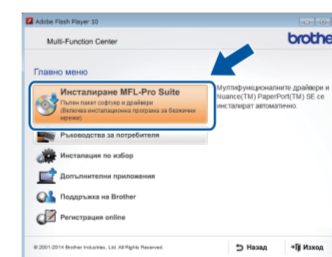 Adobe Flash Player 10
Multi-Function Center
brother
Главно меню
Инсталиране MFL-Pro Suite
Пълен пакет софтуер и драйвери
(Включва инсталационна програма за безжични мрежи)
Мултифункционалните драйвери и
Nuance(TM) PaperPort(TM) SE се
инсталират автоматично.
Ръководства за потребителя
Инсталация по избор
Допълнителни приложения
Поддръжка на Brother
Регистрация online
© 2001-2014 Brother Industries, Ltd. All Rights Reserved.
Назад
Изход